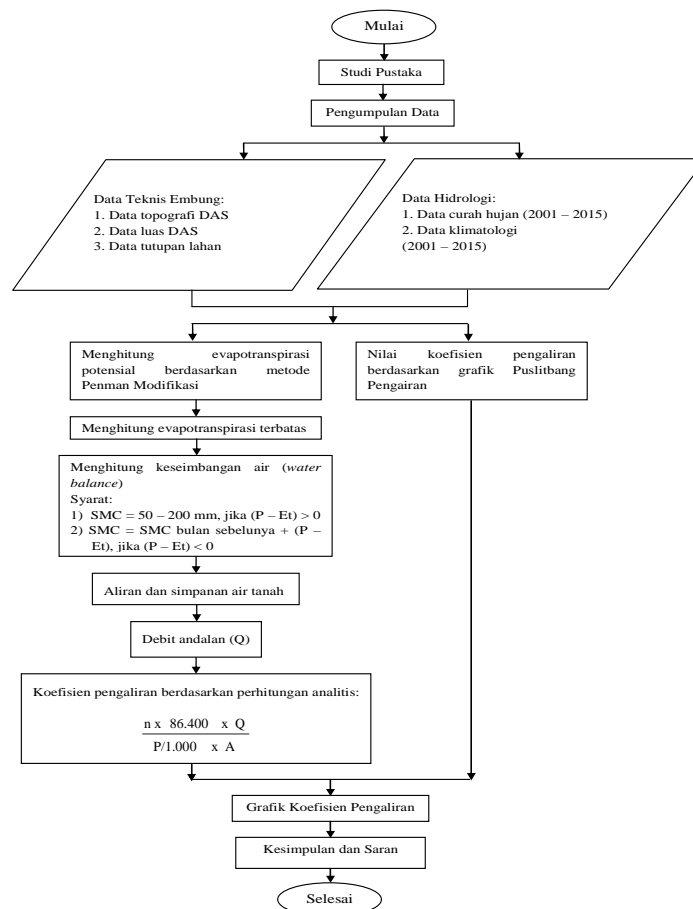 Mulai
Studi Pustaka
Pengumpulan Data
Data Teknis Embung:
1. Data topografi DAS
2. Data luas DAS
3. Data tutupan lahan
Data Hidrologi:
1. Data curah hujan (2001 – 2015)
2. Data klimatologi
(2001 – 2015)
Menghitung evapotranspirasi
potensial berdasarkan metode
Penman Modifikasi
Nilai koefisien pengaliran
berdasarkan grafik Puslitbang
Pengairan
Menghitung evapotranspirasi terbatas
Menghitung keseimbangan air (water
balance)
Syarat:
1) SMC = 50 – 200 mm, jika (P – Et) > 0
2) SMC = SMC bulan sebelunya + (P –
Et), jika (P – Et) < 0
Aliran dan simpanan air tanah
Debit andalan (Q)
Koefisien pengaliran berdasarkan perhitungan analitis:
n x 86.400 x Q
P/1.000 x A
Grafik Koefisien Pengaliran
Kesimpulan dan Saran
Selesai